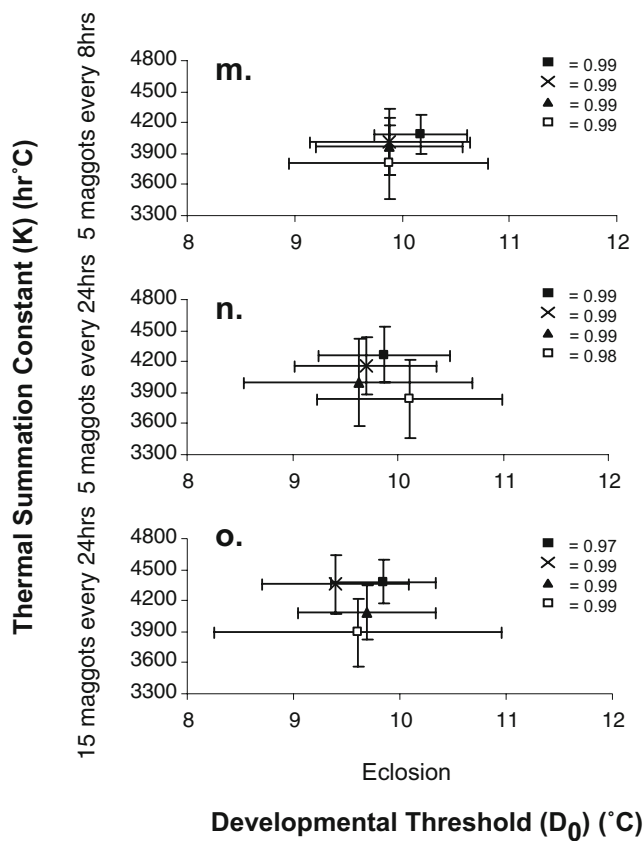 Thermal Summation Constant (K) (hr˚C)
5 maggots every 8hrs
m.
4800
4500
4200
3900
3600
3300
8 9 10 11 12
■ = 0.99
× = 0.99
▲ = 0.99
□ = 0.99
5 maggots every 24hrs
n.
4800
4500
4200
3900
3600
3300
8 9 10 11 12
■ = 0.99
× = 0.99
▲ = 0.99
□ = 0.98
15 maggots every 24hrs
o.
4800
4500
4200
3900
3600
3300
8 9 10 11 12
■ = 0.97
× = 0.99
▲ = 0.99
□ = 0.99
Eclosion
Developmental Threshold (D0) (˚C)